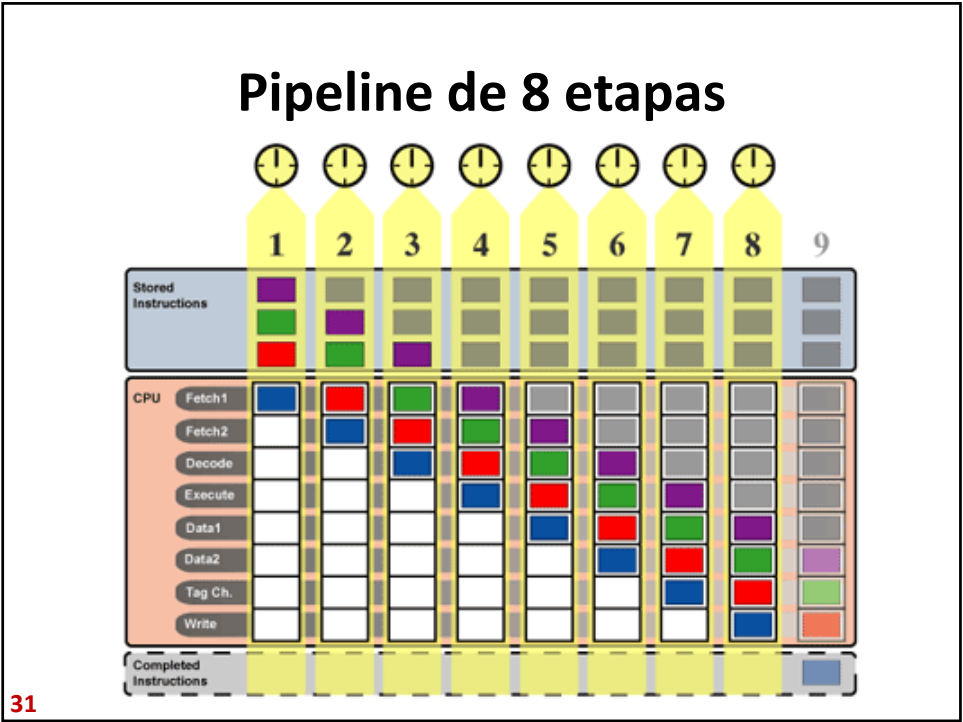 Pipeline de 8 etapas
1 2 3 4 5 6 7 8 9
Stored
Instructions
CPU Fetch1
Fetch2
Decode
Execute
Data1
Data2
Tag Ch.
Write
Completed
Instructions
31